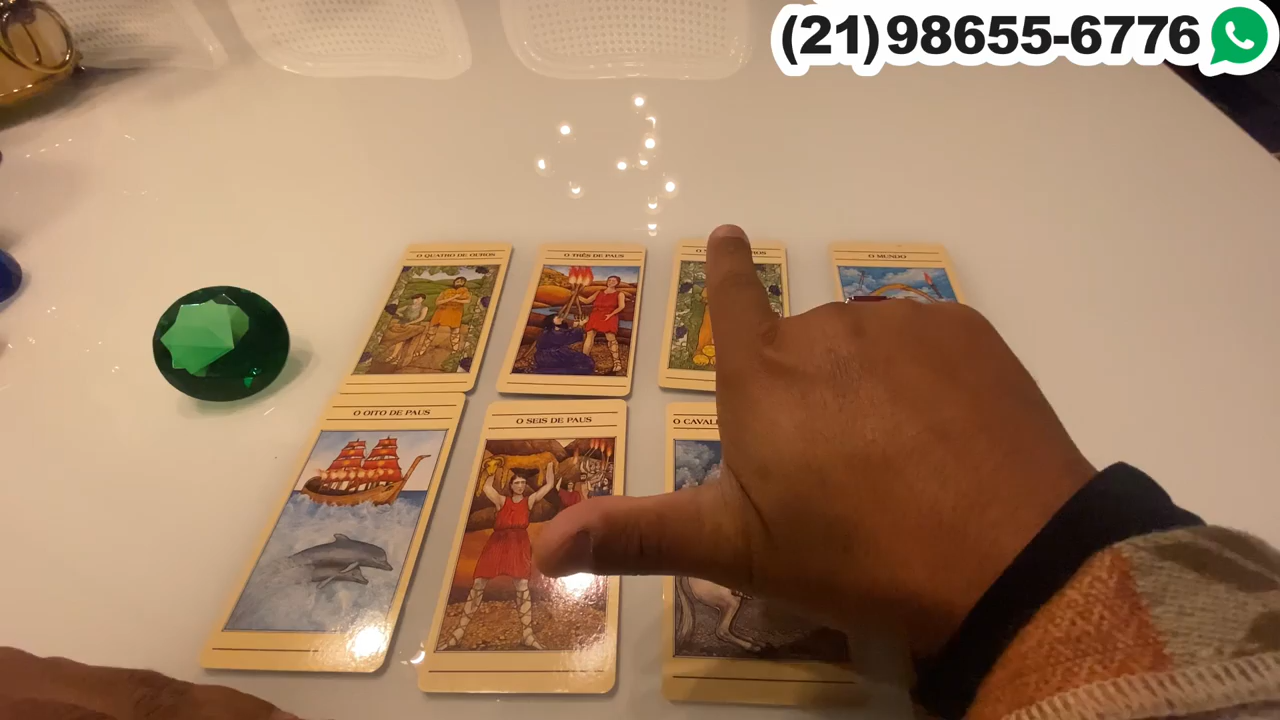 (21)98655-6776
O QUATRO DE OUROS
O TRÊS DE PAUS
O MUNDO
O OITO DE PAUS
O SEIS DE PAUS
O